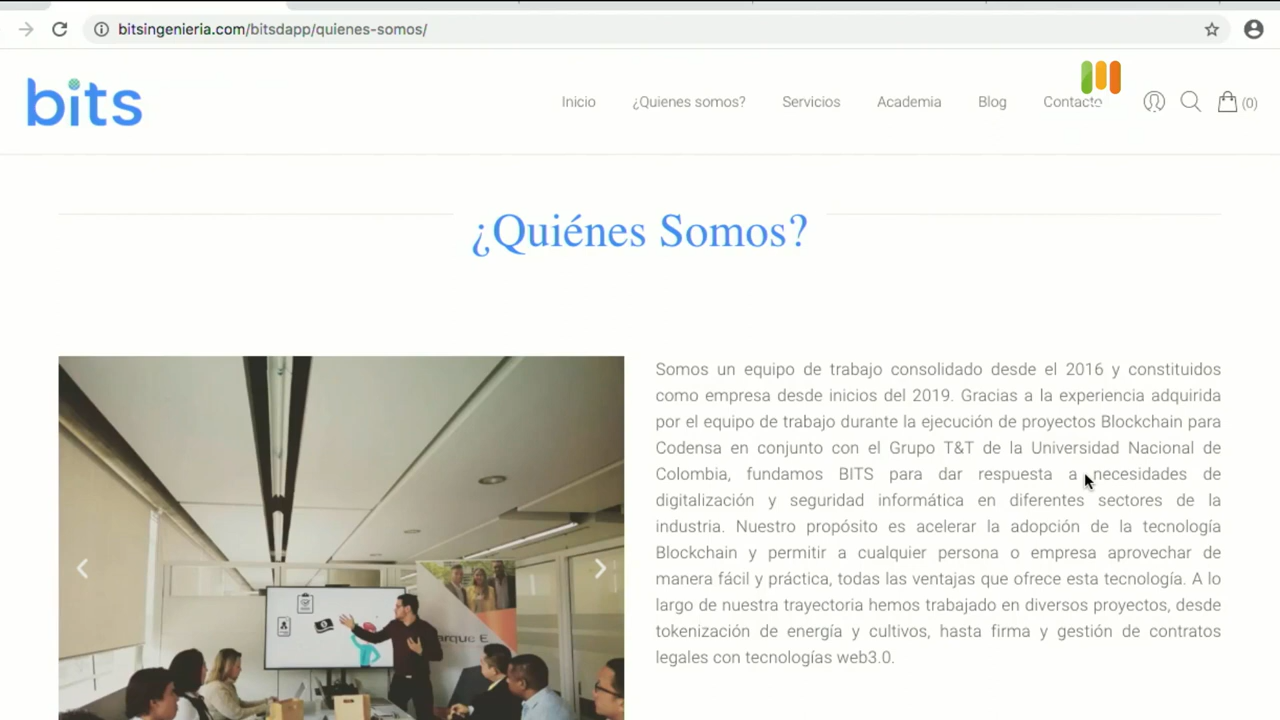 bitsingenieria.com/bitsdapp/quienes-somos/
bits
Inicio
¿Quienes somos?
Servicios
Academia
Blog
Contacto
(0)
¿Quiénes Somos?
Somos un equipo de trabajo consolidado desde el 2016 y constituidos
como empresa desde inicios del 2019. Gracias a la experiencia adquirida
por el equipo de trabajo durante la ejecución de proyectos Blockchain para
Codensa en conjunto con el Grupo T&T de la Universidad Nacional de
Colombia, fundamos BITS para dar respuesta a necesidades de
digitalización y seguridad informática en diferentes sectores de la
industria. Nuestro propósito es acelerar la adopción de la tecnología
Blockchain y permitir a cualquier persona o empresa aprovechar de
manera fácil y práctica, todas las ventajas que ofrece esta tecnología. A lo
largo de nuestra trayectoria hemos trabajado en diversos proyectos, desde
tokenización de energía y cultivos, hasta firma y gestión de contratos
legales con tecnologías web3.0.